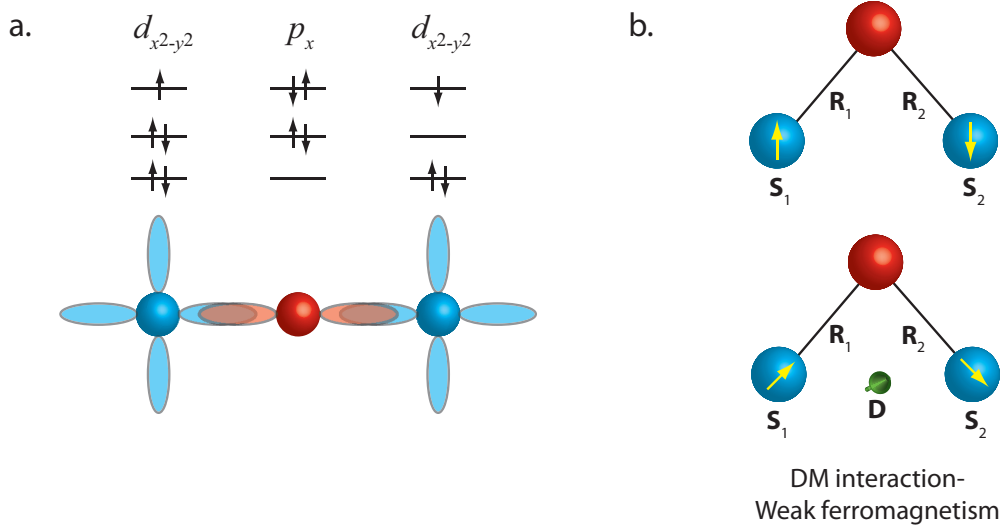 a.
d_{x2-y2} p_x d_{x2-y2}
b.
R_1 R_2
S_1 S_2
R_1 R_2
S_1 D S_2
DM interaction-
Weak ferromagnetism